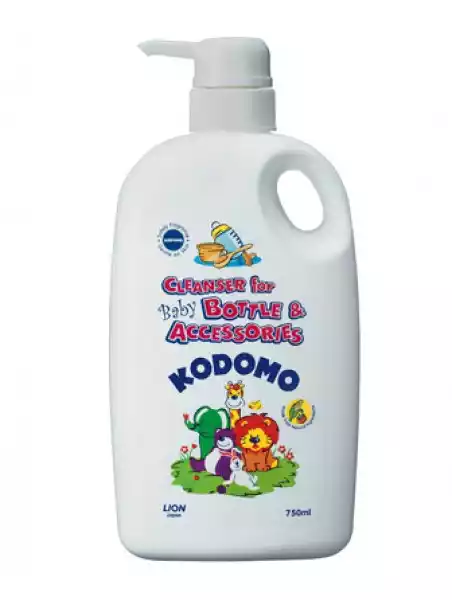 CLEANSER for
Baby BOTTLE &
ACCESSORIES
KODOMO
LION
750ml